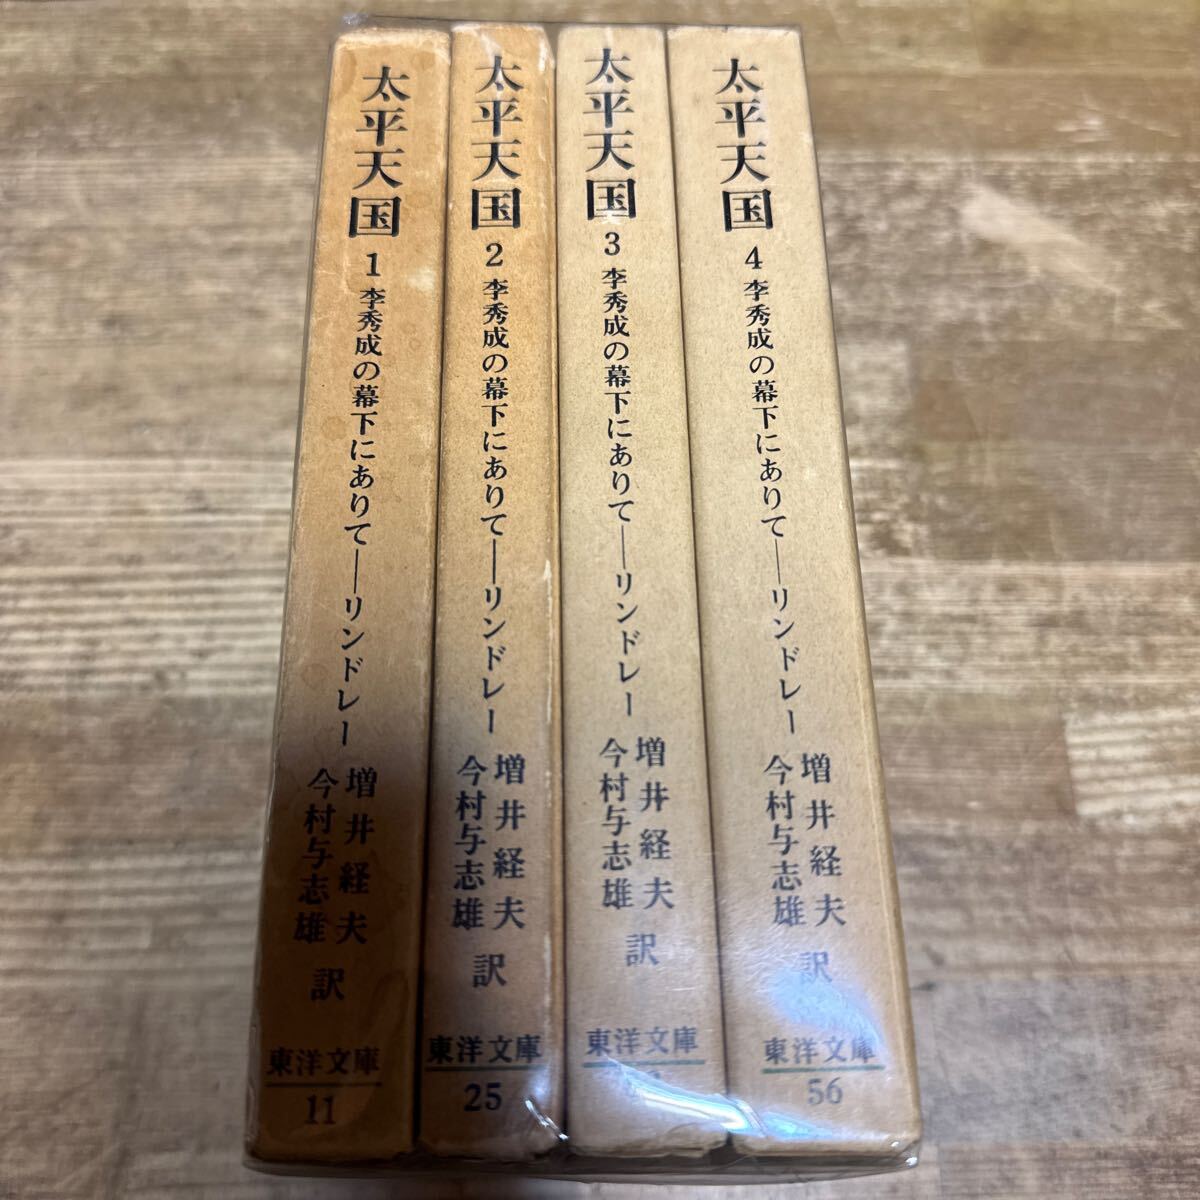 太平天国 1 李秀成の幕下にありて──リンドレー
増井経夫
今村与志雄 訳
東洋文庫
11
太平天国 2 李秀成の幕下にありて──リンドレー
増井経夫
今村与志雄 訳
東洋文庫
25
太平天国 3 李秀成の幕下にありて──リンドレー
増井経夫
今村与志雄 訳
東洋文庫
太平天国 4 李秀成の幕下にありて──リンドレー
増井経夫
今村与志雄 訳
東洋文庫
56